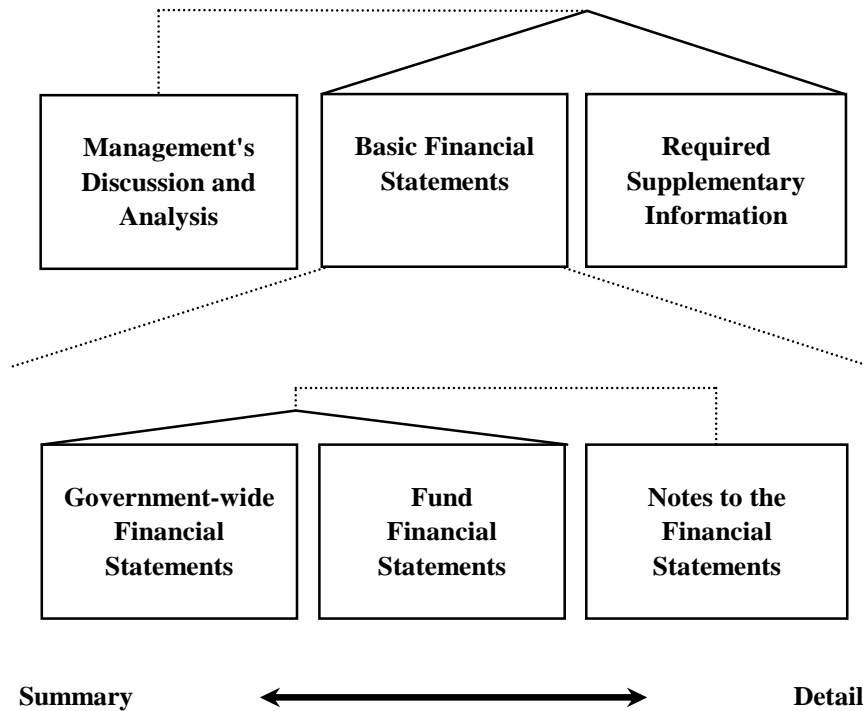 Management's
Discussion and
Analysis
Basic Financial
Statements
Required
Supplementary
Information
Government-wide
Financial
Statements
Fund
Financial
Statements
Notes to the
Financial
Statements
Summary
Detail